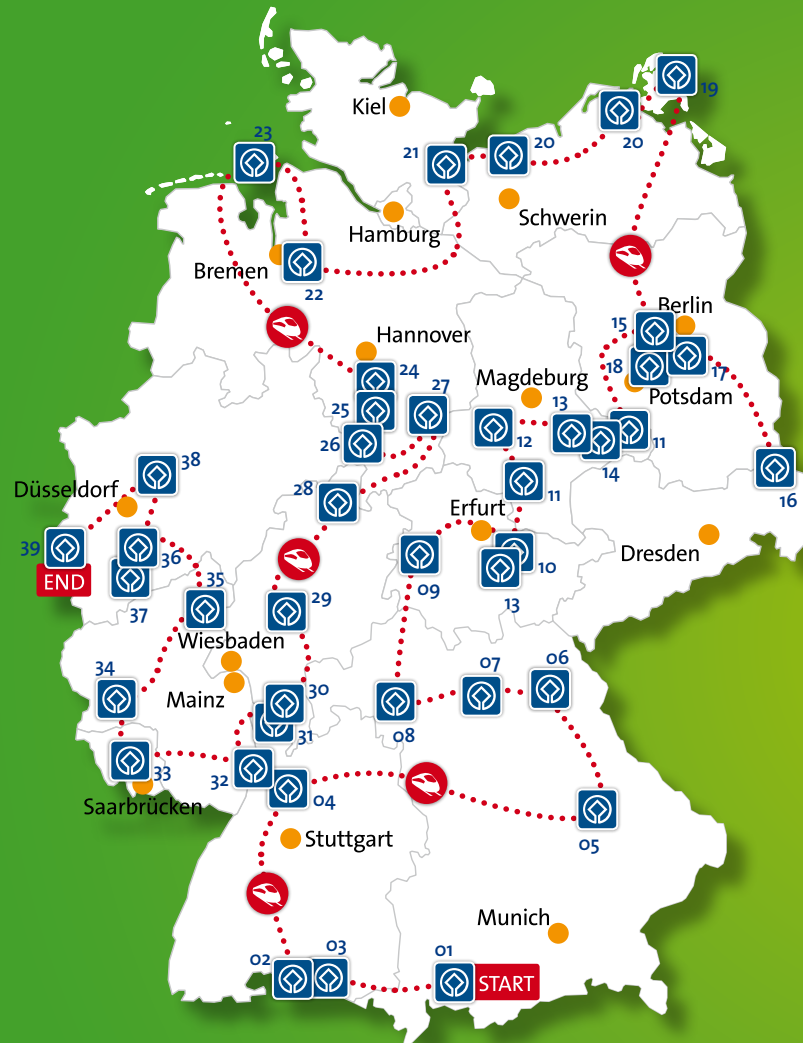 19
Kiel
20
20
23
21
Schwerin
Hamburg
Bremen
22
Berlin
15
Hannover
17
18
24
27
Magdeburg
Potsdam
25
13
26
12
11
14
38
16
28
11
Düsseldorf
Erfurt
39
36
Dresden
END
10
09
35
13
37
29
Wiesbaden
34
07
06
Mainz
30
08
31
33
32
04
Saarbrücken
05
Stuttgart
Munich
02
03
01
START